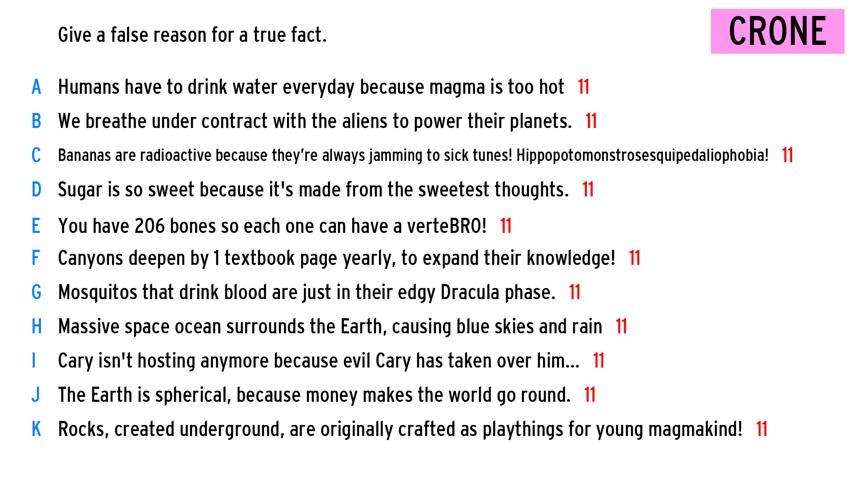 Give a false reason for a true fact.
CRONE
A Humans have to drink water everyday because magma is too hot 11
B We breathe under contract with the aliens to power their planets. 11
C Bananas are radioactive because they're always jamming to sick tunes! Hippopotomonstrosesquipedaliophobia! 11
D Sugar is so sweet because it's made from the sweetest thoughts. 11
E You have 206 bones so each one can have a verteBRO! 11
F Canyons deepen by 1 textbook page yearly, to expand their knowledge! 11
G Mosquitos that drink blood are just in their edgy Dracula phase. 11
H Massive space ocean surrounds the Earth, causing blue skies and rain 11
I Cary isn't hosting anymore because evil Cary has taken over him... 11
J The Earth is spherical, because money makes the world go round. 11
K Rocks, created underground, are originally crafted as playthings for young magmakind! 11